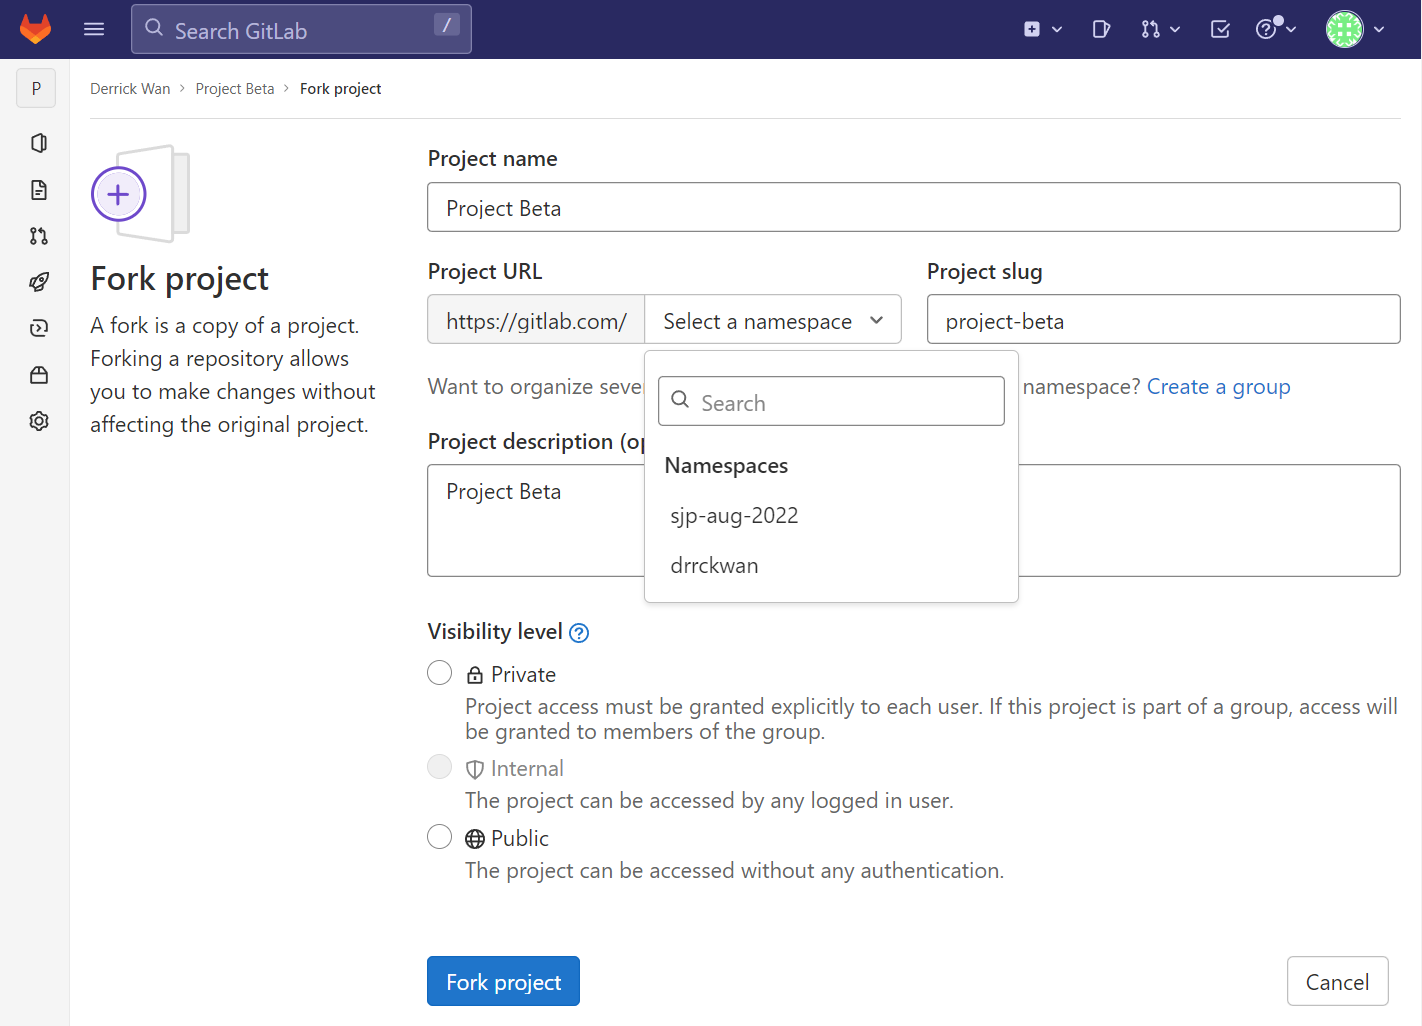 Search GitLab /
P
Derrick Wan > Project Beta > Fork project
Fork project
A fork is a copy of a project.
Forking a repository allows
you to make changes without
affecting the original project.
Project name
Project Beta
Project URL
https://gitlab.com/ Select a namespace
Project slug
project-beta
Want to organize namespace? Create a group
Search
Namespaces
sjp-aug-2022
drrckwan
Project description
Project Beta
Visibility level ?
Private
Project access must be granted explicitly to each user. If this project is part of a group, access will
be granted to members of the group.
Internal
The project can be accessed by any logged in user.
Public
The project can be accessed without any authentication.
Fork project
Cancel